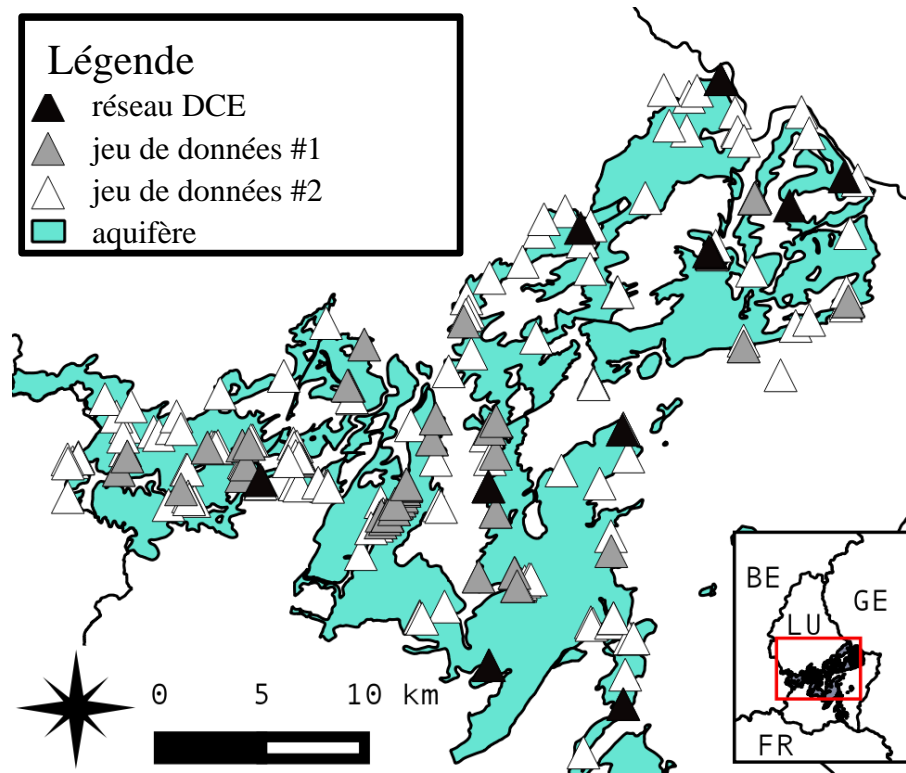 Légende
réseau DCE
jeu de données #1
jeu de données #2
aquifère
BE
GE
LU
FR
0 5 10 km